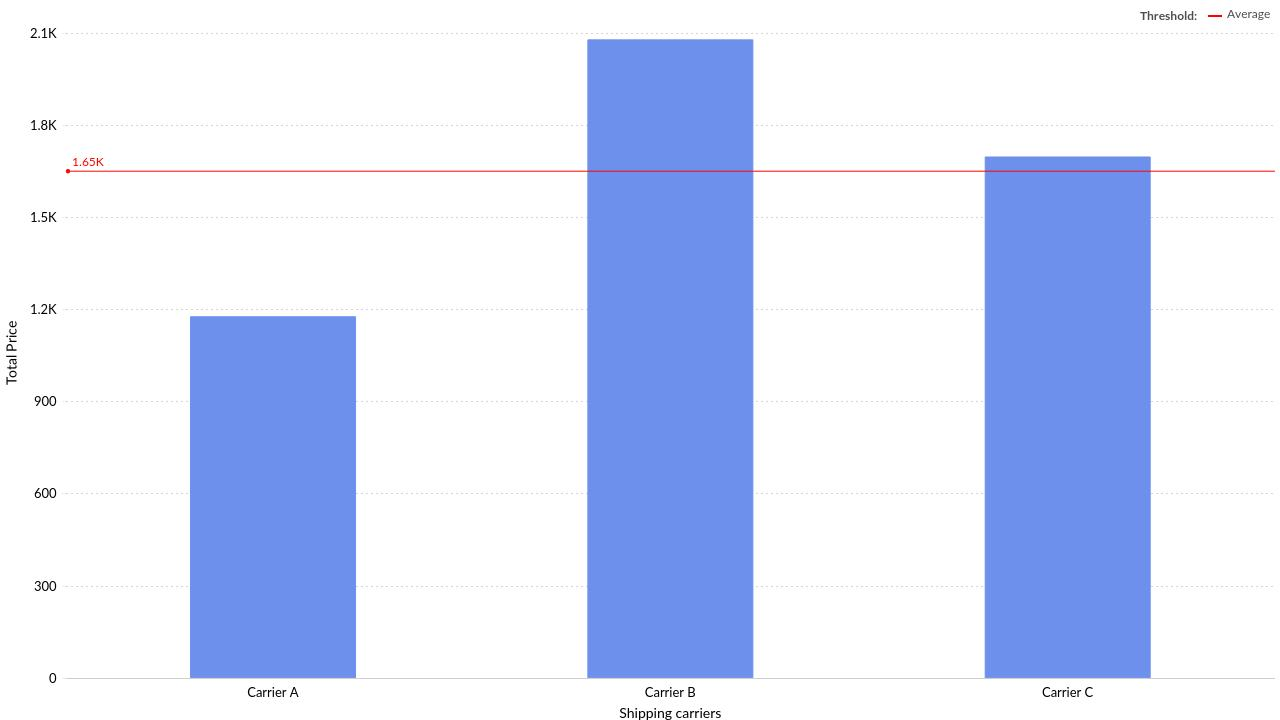 Threshold: Average
2.1K
1.8K
1.65K
1.5K
1.2K
900
600
300
0
Total Price
Carrier A
Carrier B
Carrier C
Shipping carriers